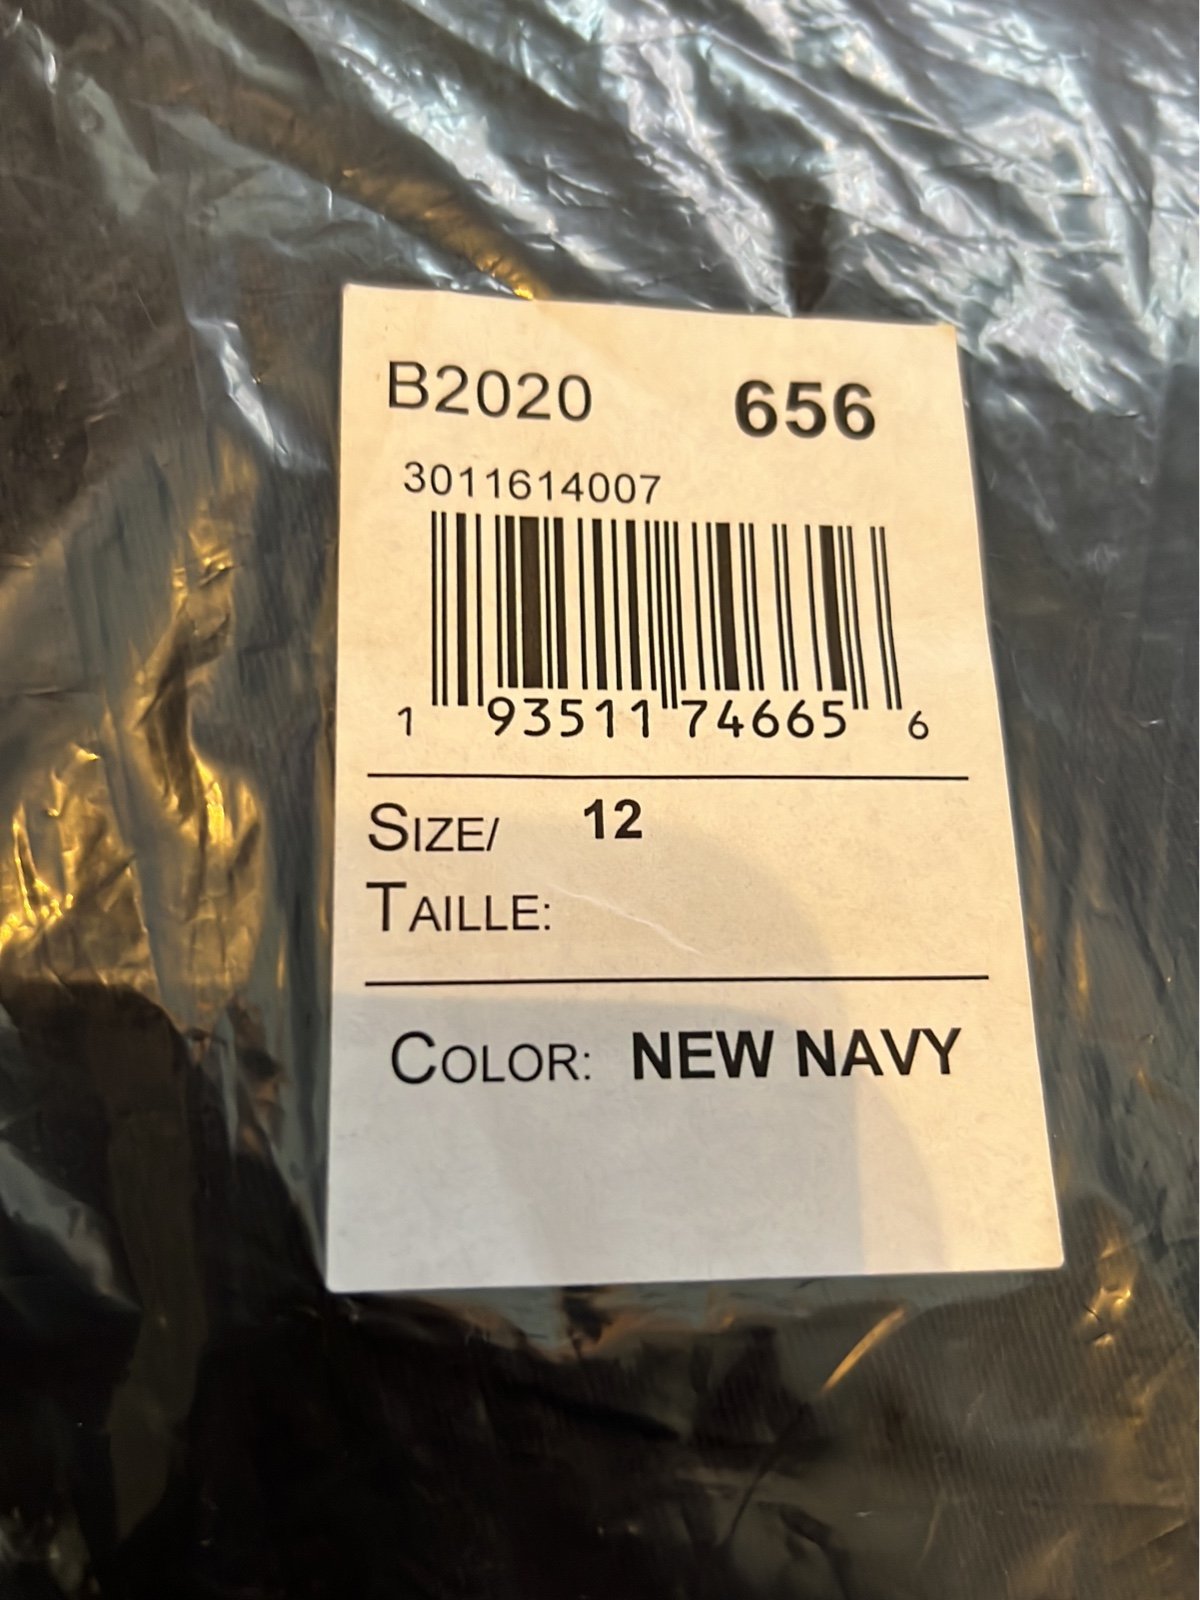 B2020 656
3011614007
1 93511 74665 6
SIZE/ 12
TAILLE:
COLOR: NEW NAVY